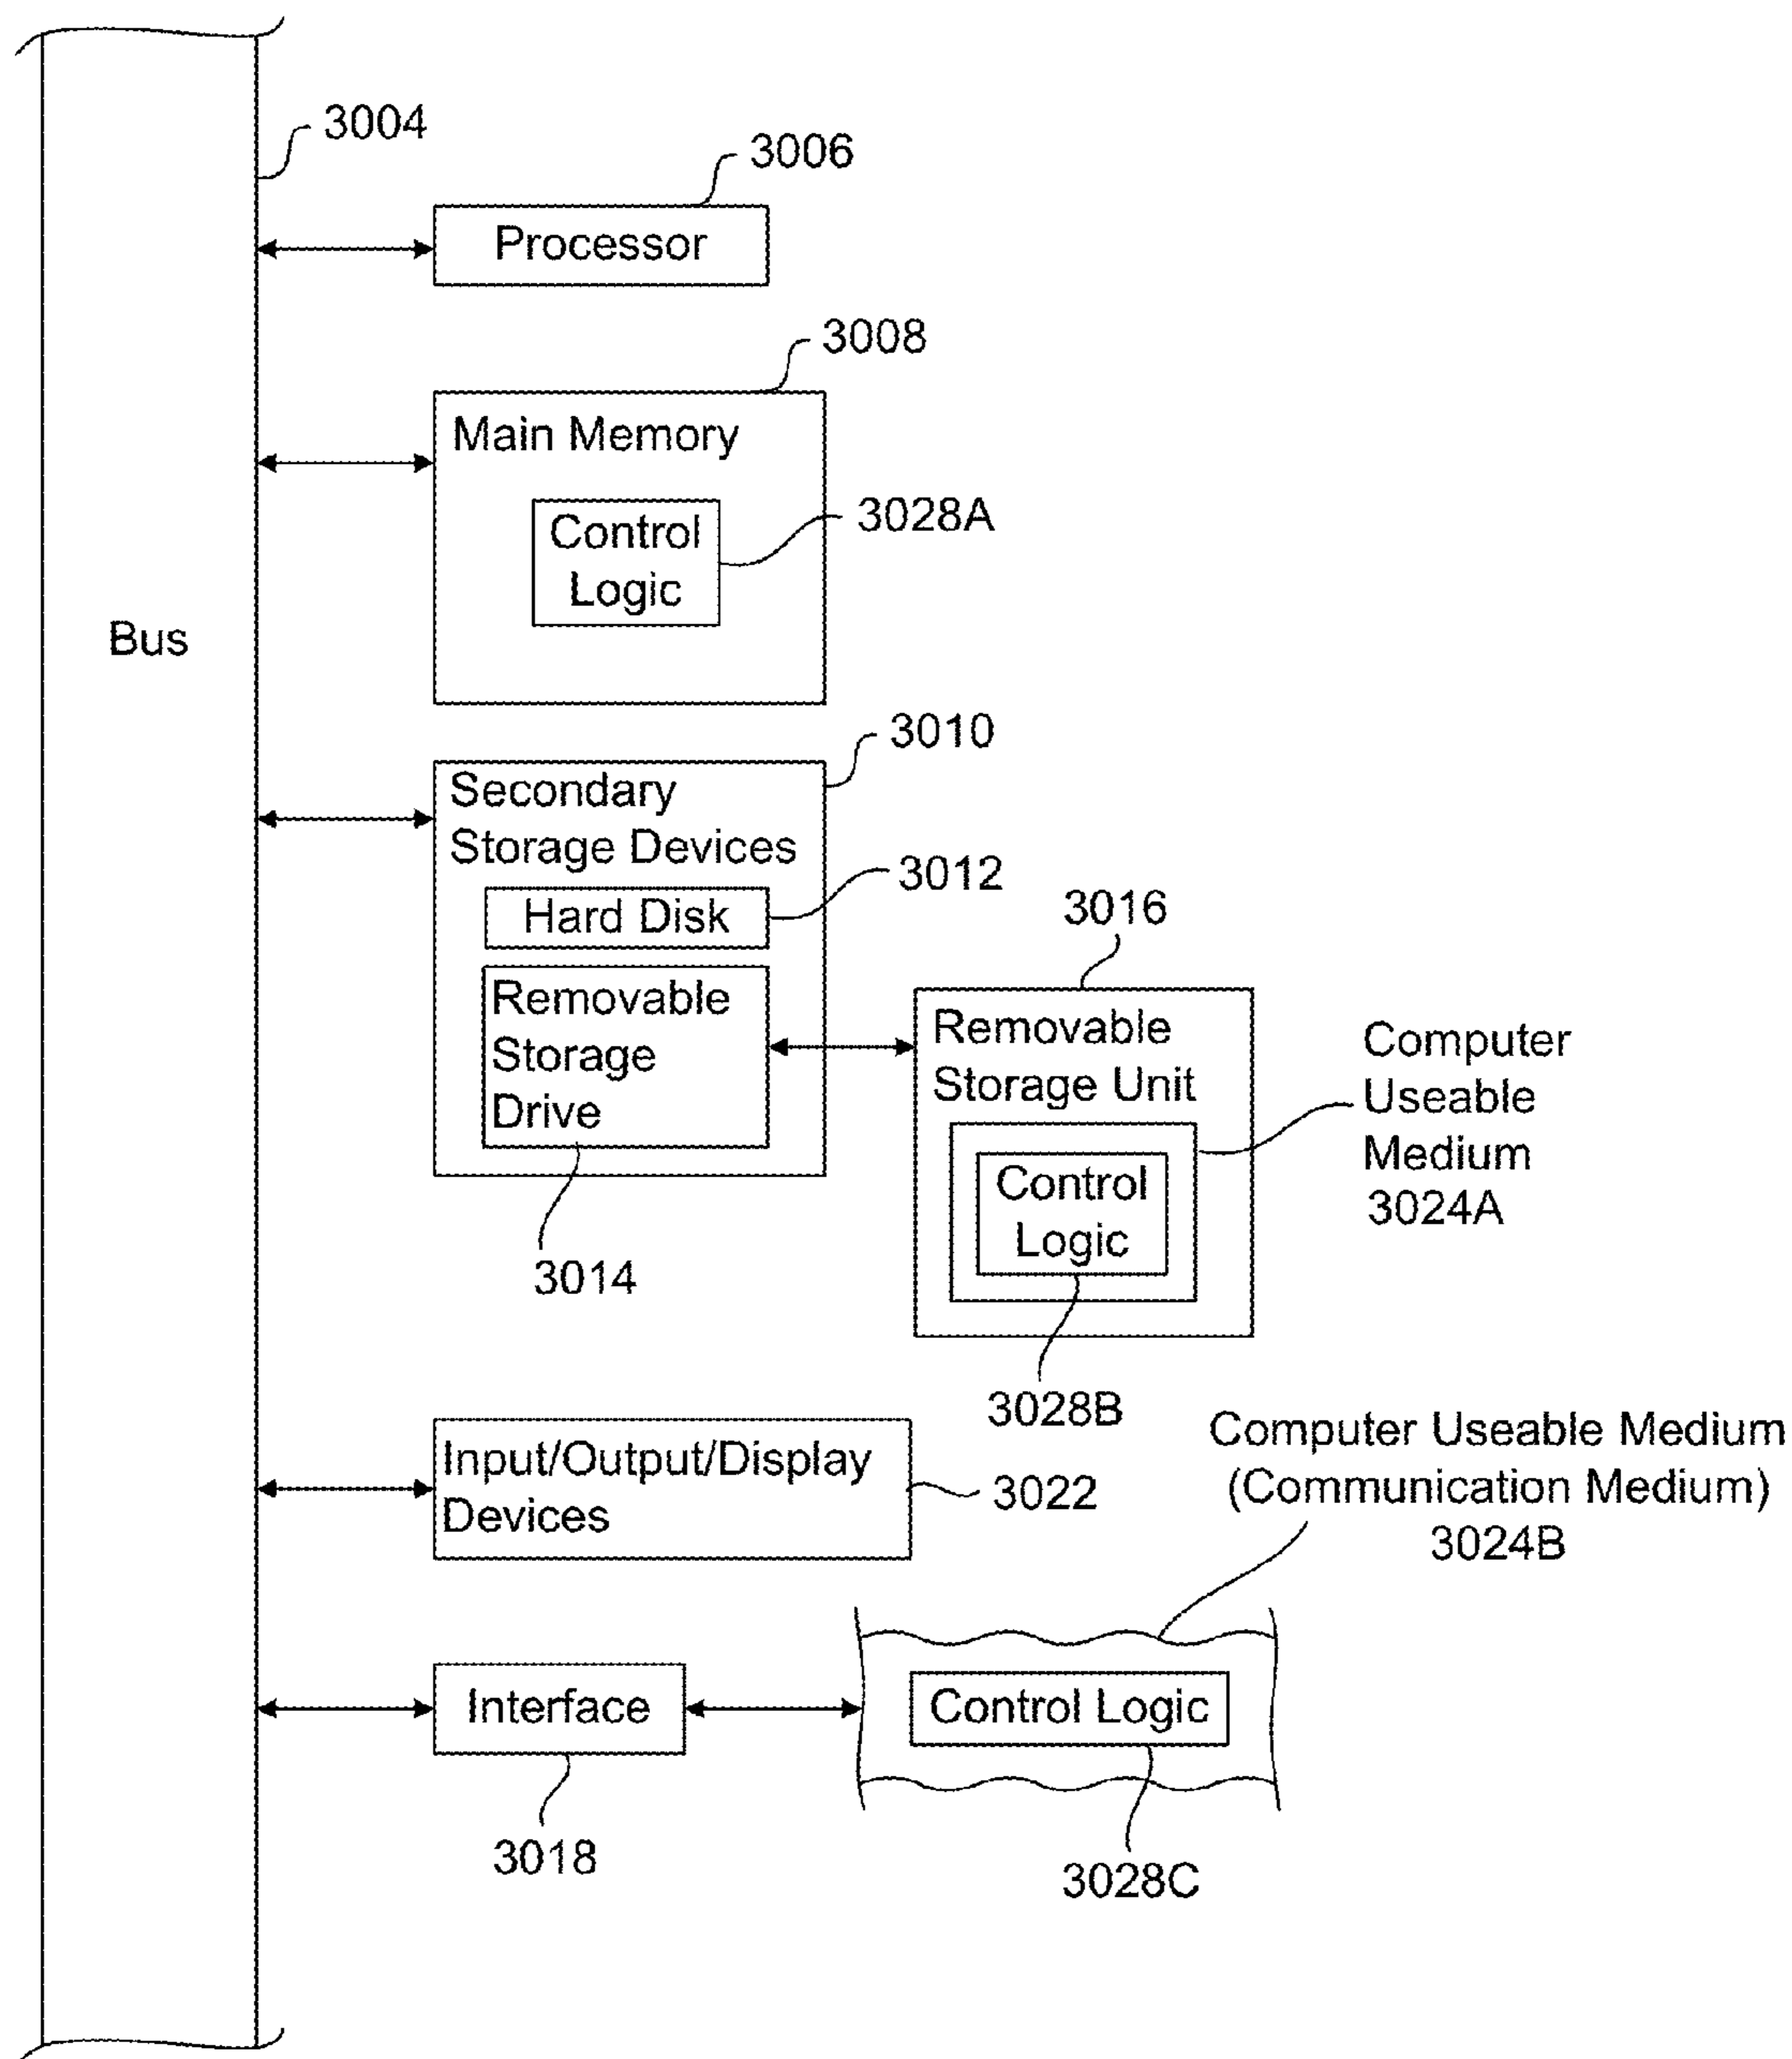 3004
3006
Processor
3008
Main Memory
Control
Logic
3028A
Bus
3010
Secondary
Storage Devices
3012
Hard Disk
3016
Removable
Storage
Drive
3014
Removable
Storage Unit
Control
Logic
3028B
Computer
Useable
Medium
3024A
Input/Output/Display
Devices
3022
Computer Useable Medium
(Communication Medium)
3024B
Interface
3018
Control Logic
3028C